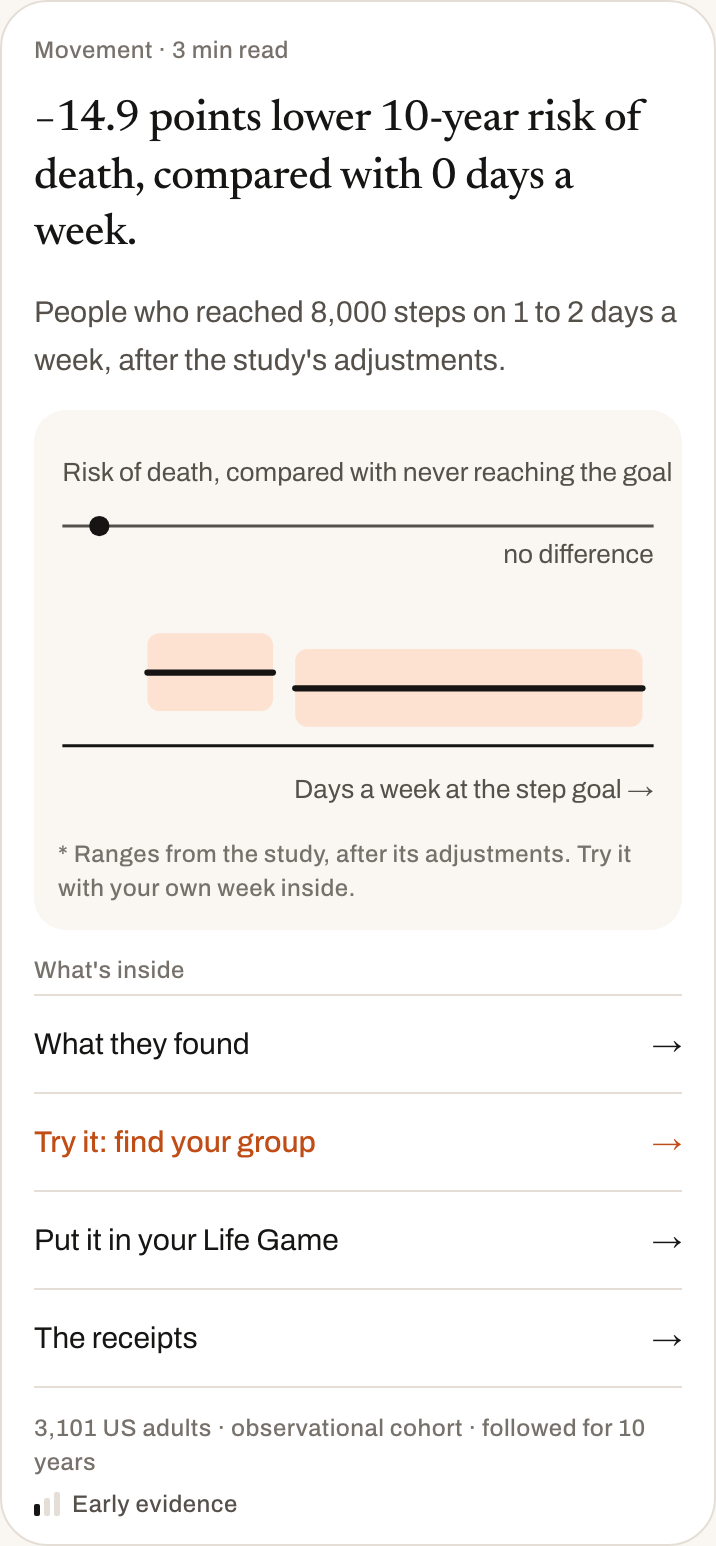 Movement · 3 min read
−14.9 points lower 10-year risk of
death, compared with 0 days a
week.
People who reached 8,000 steps on 1 to 2 days a
week, after the study's adjustments.
Risk of death, compared with never reaching the goal
no difference
Days a week at the step goal →
* Ranges from the study, after its adjustments. Try it
with your own week inside.
What's inside
What they found →
Try it: find your group →
Put it in your Life Game →
The receipts →
3,101 US adults · observational cohort · followed for 10
years
Early evidence